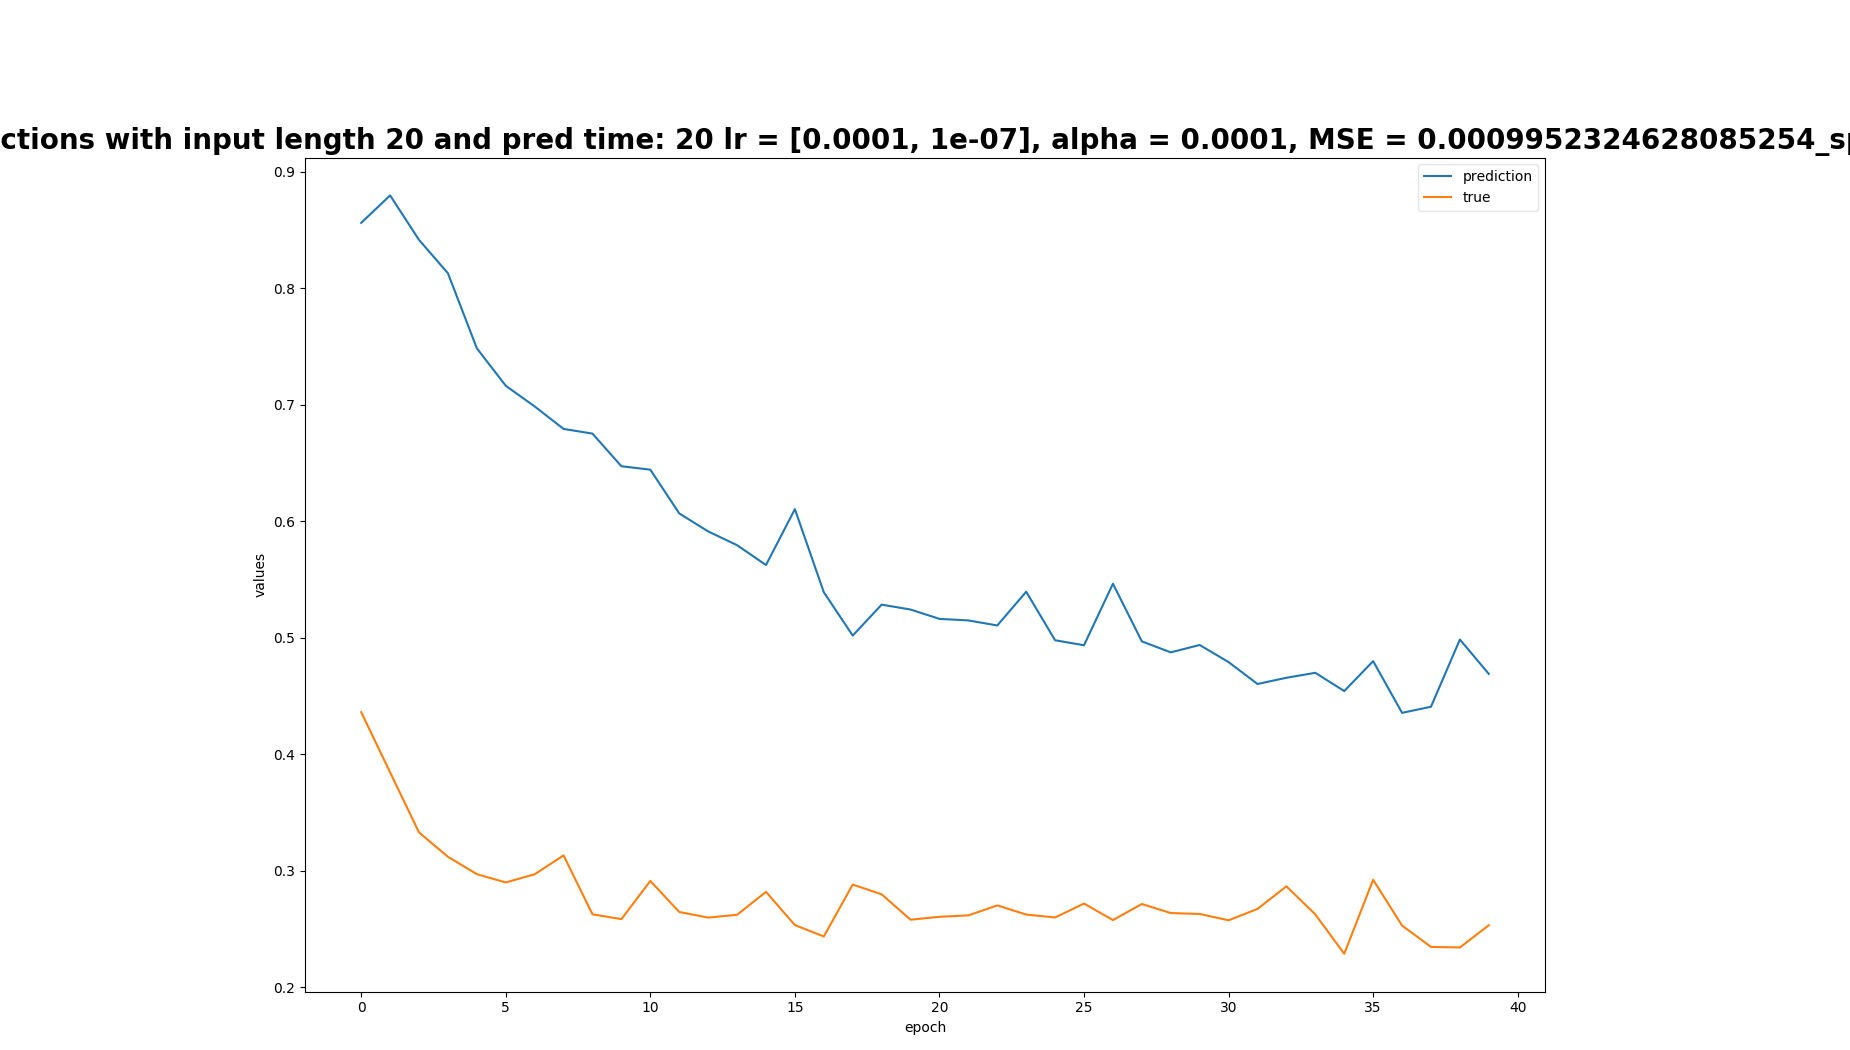 ctions with input length 20 and pred time: 20 lr = [0.0001, 1e-07], alpha = 0.0001, MSE = 0.0009952324628085254_sp
prediction
true
0.9
0.8
0.7
0.6
0.5
0.4
0.3
0.2
values
0 5 10 15 20 25 30 35 40
epoch